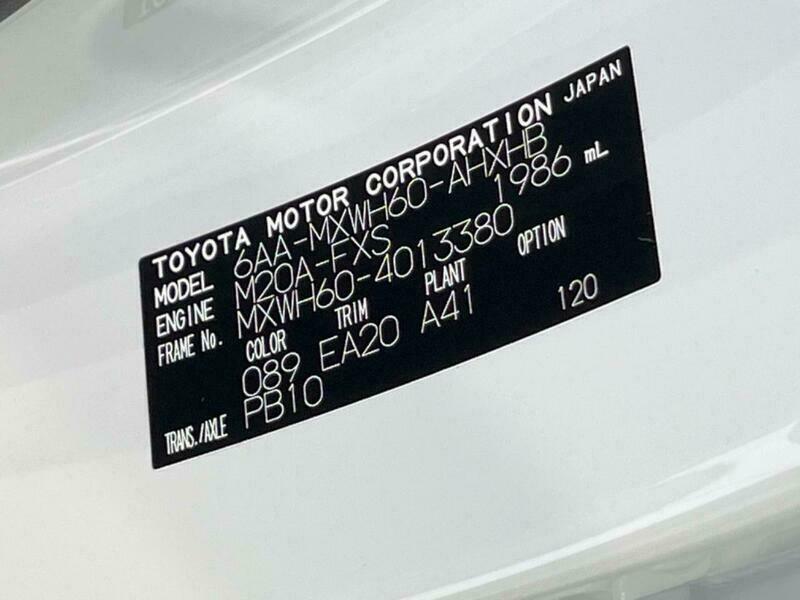 TOYOTA MOTOR CORPORATION JAPAN
MODEL 6AA-MXWH60-AHXHB
ENGINE M20A-FXS 1986 mL
FRAME No. MXWH60-4013380
COLOR TRIM PLANT OPTION
089 EA20 A41 120
TRANS./AXLE PB10